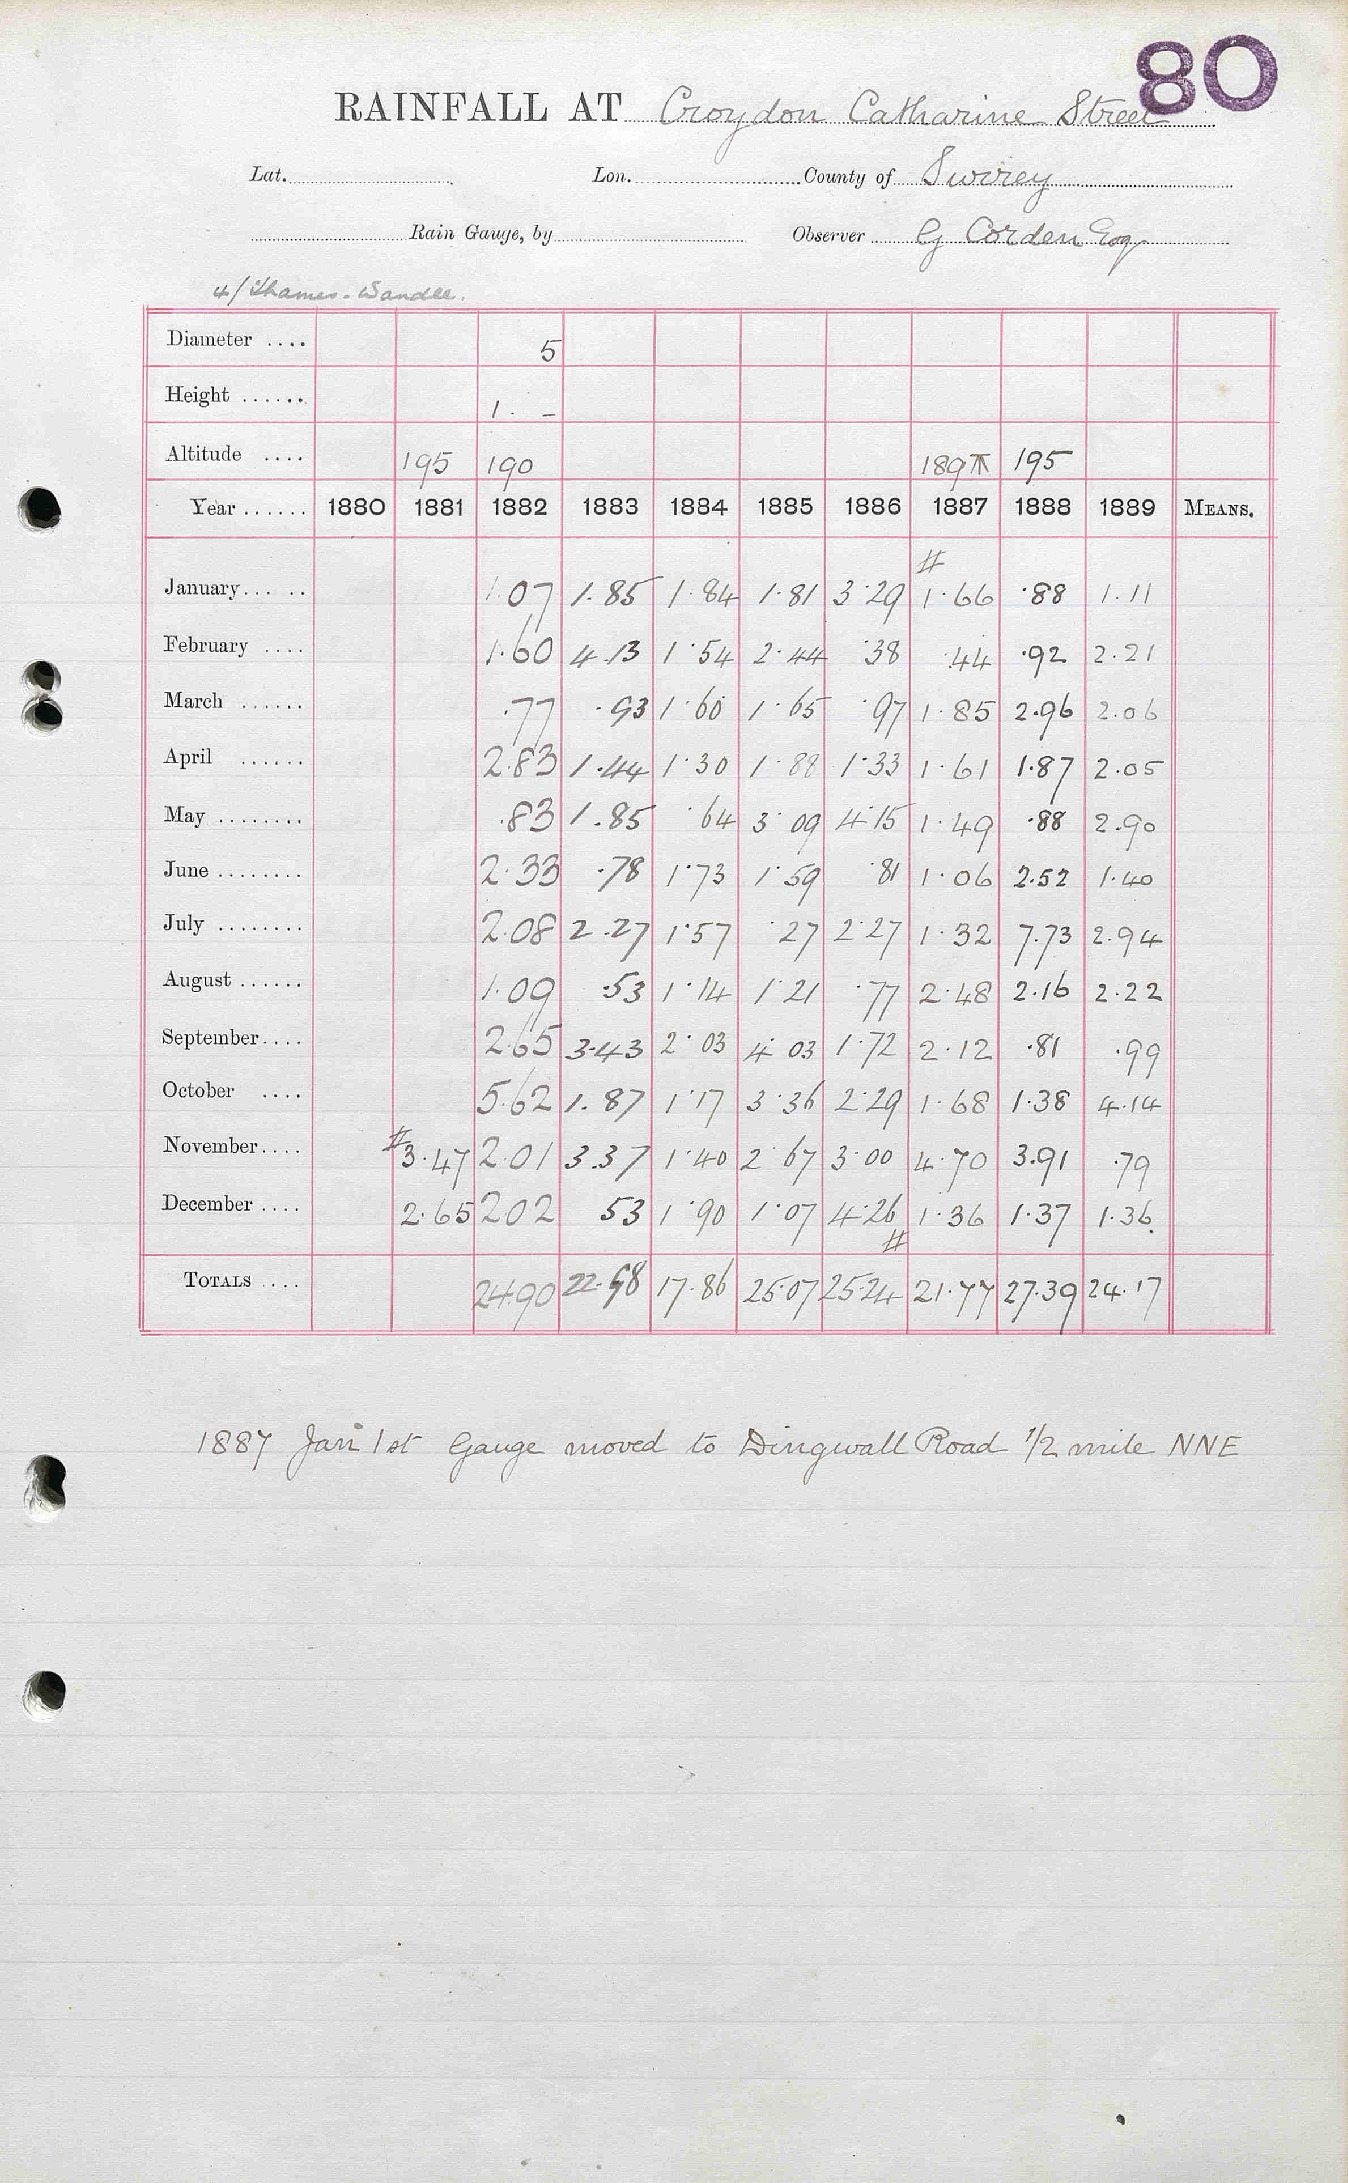 80
RAINFALL AT Croydon Catharine Street
Lat. Lon. County of Surrey
Rain Gauge, by Observer G Corden Esq
4/ Thames - Wandle.
Diameter .... 5
Height ...... 1. -
Altitude .... 195 190 189 T 195
Year ...... 1880 1881 1882 1883 1884 1885 1886 1887 1888 1889 MEANS.
#
January... .. 1.07 1.85 1.84 1.81 3.29 1.66 .88 1.11
February .... 1.60 4.13 1.54 2.44 .38 .44 .92 2.21
March ...... .77 .93 1.60 1.65 .97 1.85 2.96 2.06
April ...... 2.83 1.44 1.30 1.88 1.33 1.61 1.87 2.05
May ........ .83 1.85 .64 3.09 4.15 1.49 .88 2.90
June ........ 2.33 .78 1.73 1.59 .81 1.06 2.52 1.40
July ........ 2.08 2.27 1.57 .27 2.27 1.32 7.73 2.94
August ...... 1.09 .53 1.14 1.21 .77 2.48 2.16 2.22
September.... 2.65 3.43 2.03 4.03 1.72 2.12 .81 .99
October .... 5.62 1.87 1.17 3.36 2.29 1.68 1.38 4.14
November.... #3.47 2.01 3.37 1.40 2.67 3.00 4.70 3.91 .79
December .... 2.65 2.02 53 1.90 1.07 4.26 1.36 1.37 1.36.
#
TOTALS .... 24.90 22.98 17.86 25.07 25.24 21.77 27.39 24.17
1887 Jan 1st Gauge moved to Dingwall Road 1/2 mile NNE